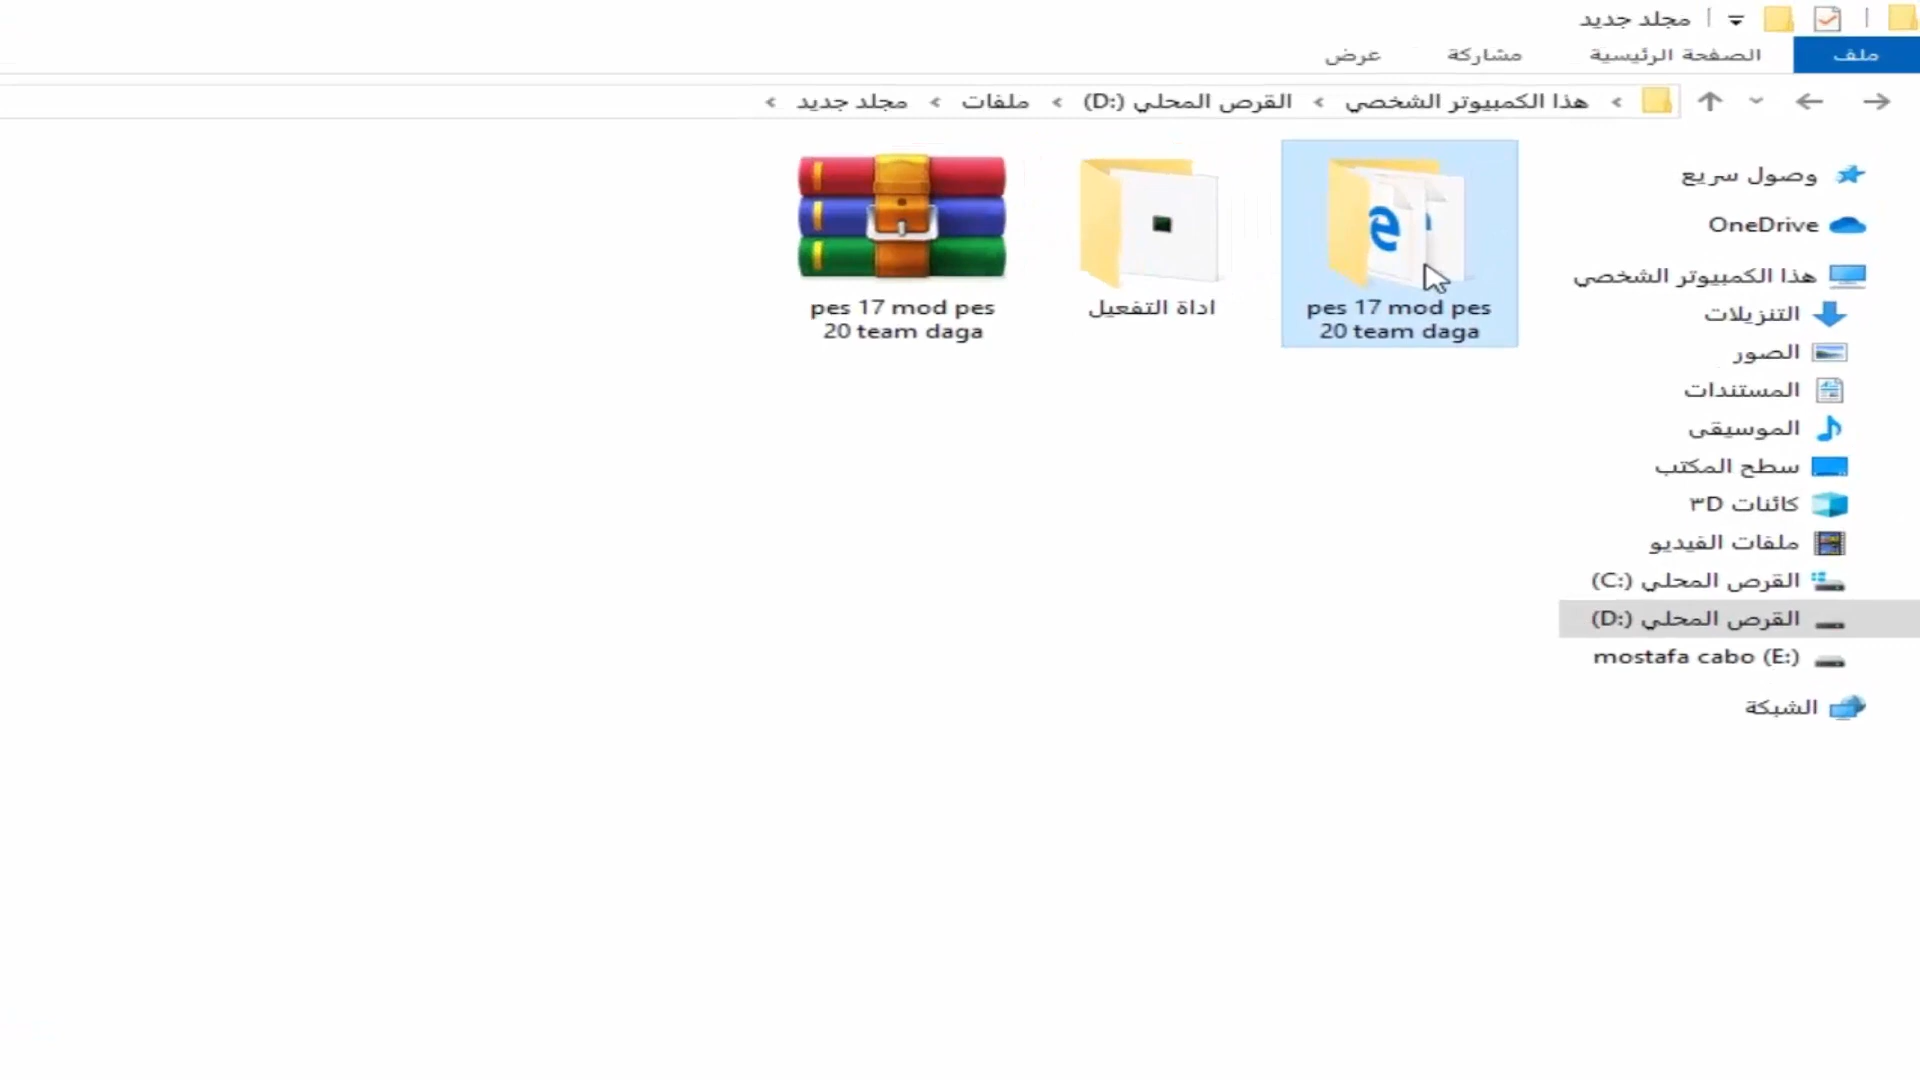 مجلد جديد
ملف
الصفحة الرئيسية
مشاركة
عرض
هذا الكمبيوتر الشخصي
القرص المحلي (D:)
ملفات
مجلد جديد
pes 17 mod pes
20 team daga
اداة التفعيل
pes 17 mod pes
20 team daga
وصول سريع
OneDrive
هذا الكمبيوتر الشخصي
التنزيلات
الصور
المستندات
الموسيقى
سطح المكتب
كائنات ٣D
ملفات الفيديو
القرص المحلي (C:)
القرص المحلي (D:)
mostafa cabo (E:)
الشبكة